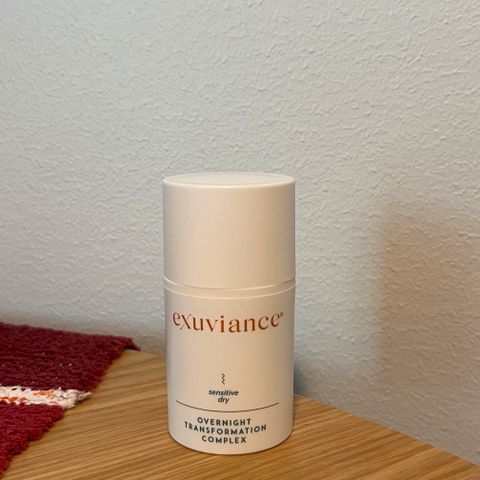 exuviance®
sensitive
dry
OVERNIGHT
TRANSFORMATION
COMPLEX